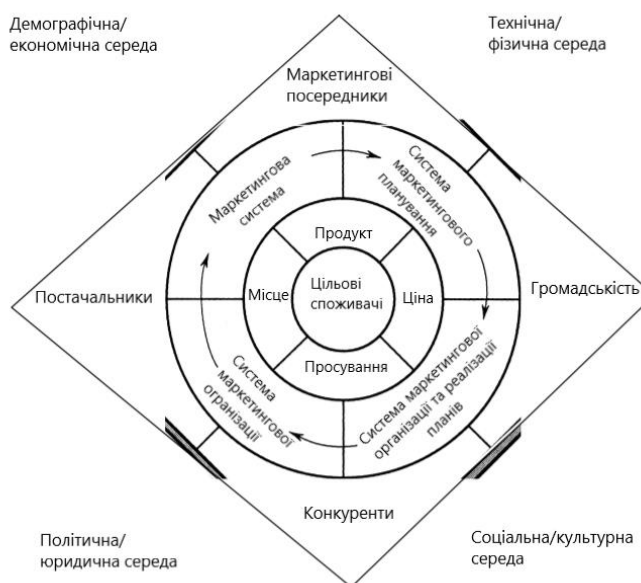 Демографічна/
економічна середа
Технічна/
фізична середа
Маркетингові
посередники
Маркетингова
система
Система
маркетингового
планування
Продукт
Постачальники
Місце
Цільові
споживачі
Ціна
Громадськість
Просування
Система
маркетингової
огранізації
Система маркетингової
організації та реалізації
планів
Конкуренти
Політична/
юридична середа
Соціальна/культурна
середа